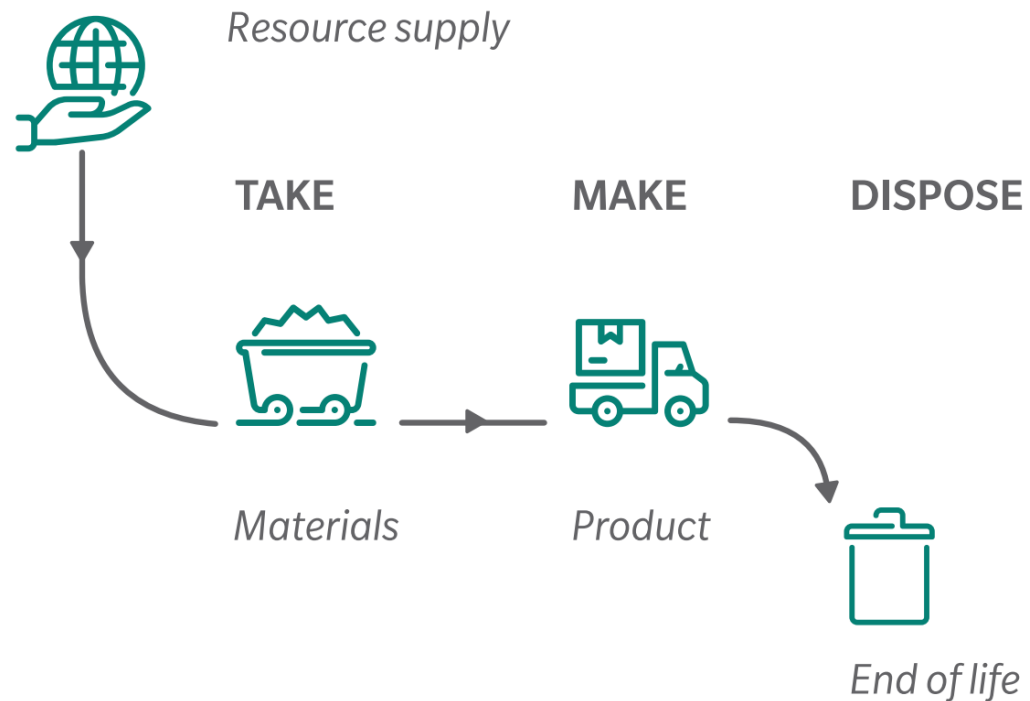 Resource supply
TAKE
MAKE
DISPOSE
Materials
Product
End of life